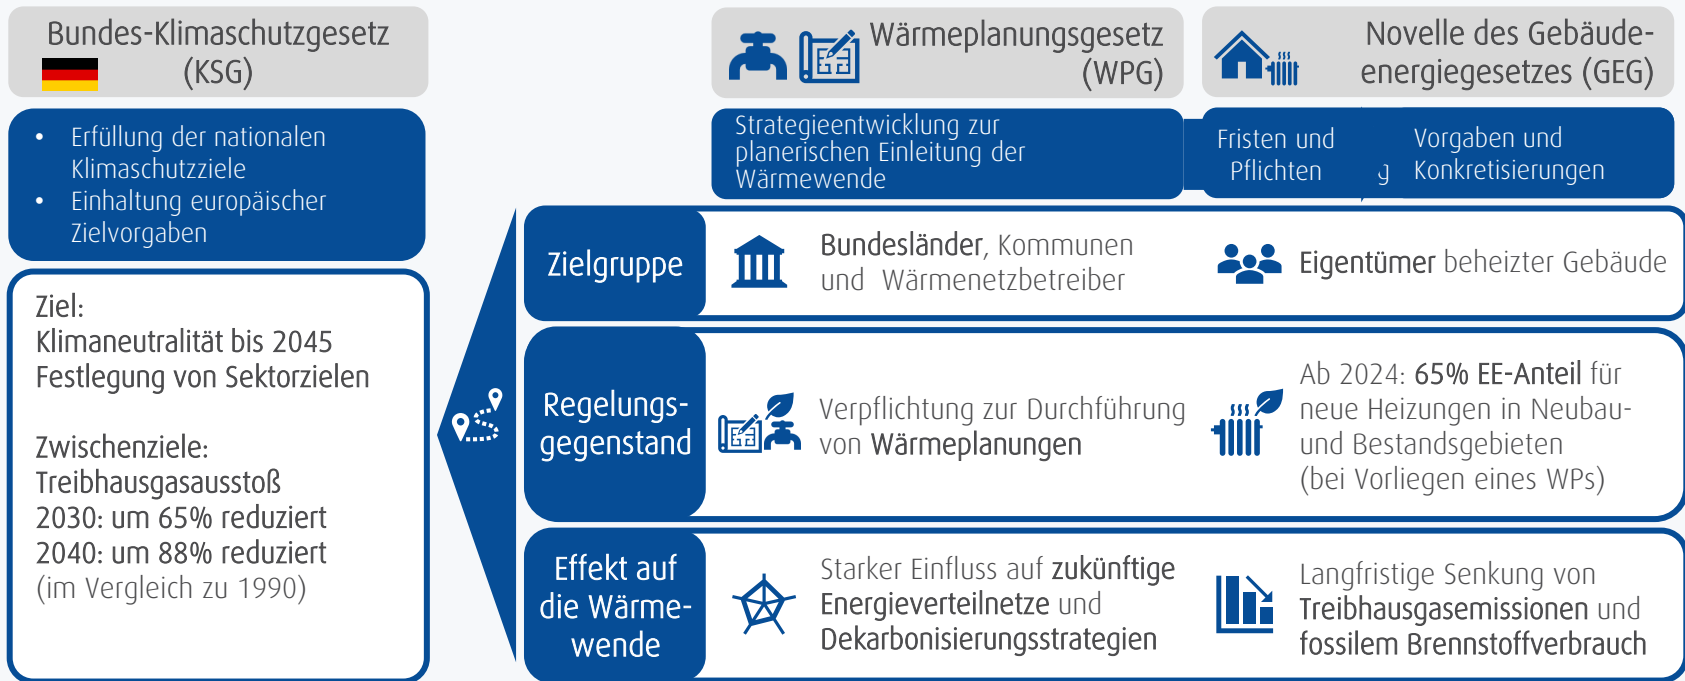 Bundes-Klimaschutzgesetz
(KSG)
• Erfüllung der nationalen
Klimaschutzziele
• Einhaltung europäischer
Zielvorgaben
Ziel:
Klimaneutralität bis 2045
Festlegung von Sektorzielen
Zwischenziele:
Treibhausgasausstoß
2030: um 65% reduziert
2040: um 88% reduziert
(im Vergleich zu 1990)
Wärmeplanungsgesetz
(WPG)
Novelle des Gebäude-
energiegesetzes (GEG)
Strategieentwicklung zur
planerischen Einleitung der
Wärmewende
Fristen und
Pflichten
g
Vorgaben und
Konkretisierungen
Zielgruppe
Bundesländer, Kommunen
und Wärmenetzbetreiber
Eigentümer beheizter Gebäude
Regelungs-
gegenstand
Verpflichtung zur Durchführung
von Wärmeplanungen
Ab 2024: 65% EE-Anteil für
neue Heizungen in Neubau-
und Bestandsgebieten
(bei Vorliegen eines WPs)
Effekt auf
die Wärme-
wende
Starker Einfluss auf zukünftige
Energieverteilnetze und
Dekarbonisierungsstrategien
Langfristige Senkung von
Treibhausgasemissionen und
fossilem Brennstoffverbrauch